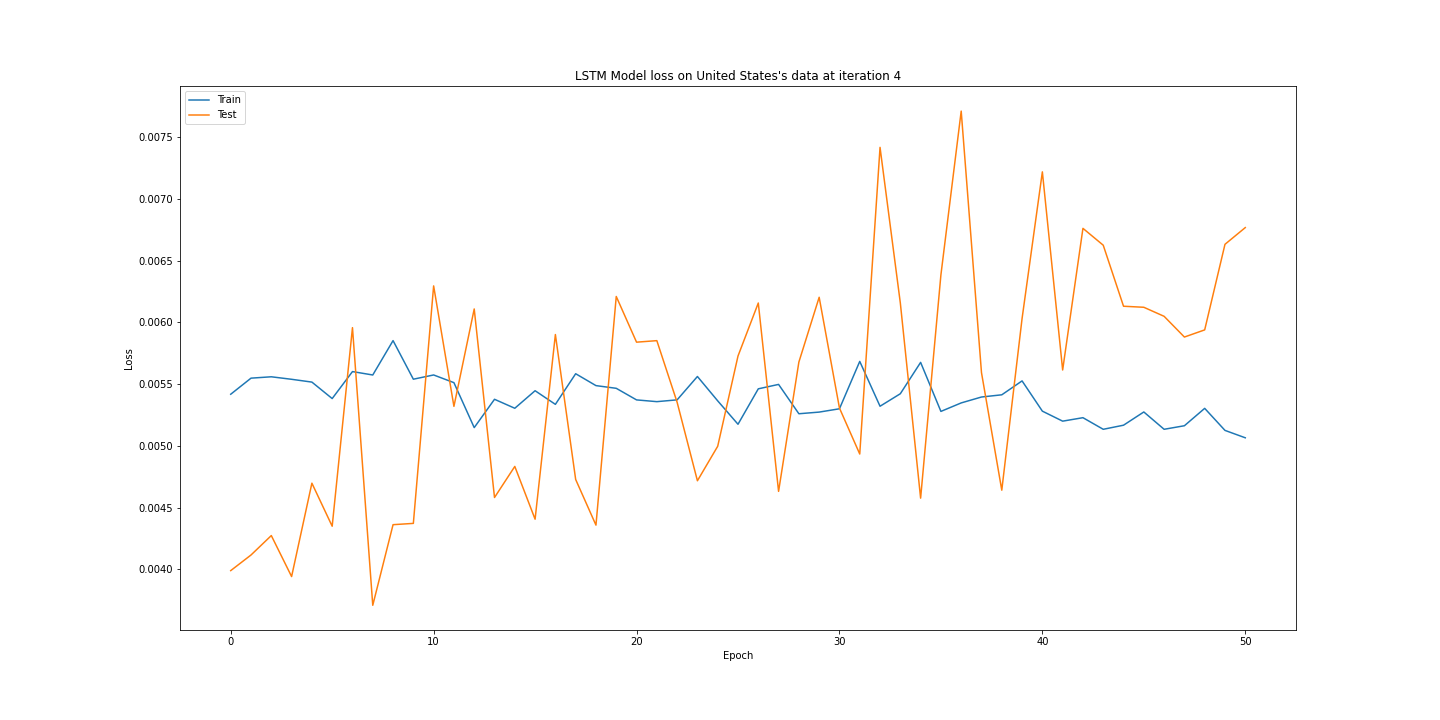 LSTM Model loss on United States's data at iteration 4
Train
Test
0.0075
0.0070
0.0065
0.0060
0.0055
0.0050
0.0045
0.0040
Loss
0 10 20 30 40 50
Epoch